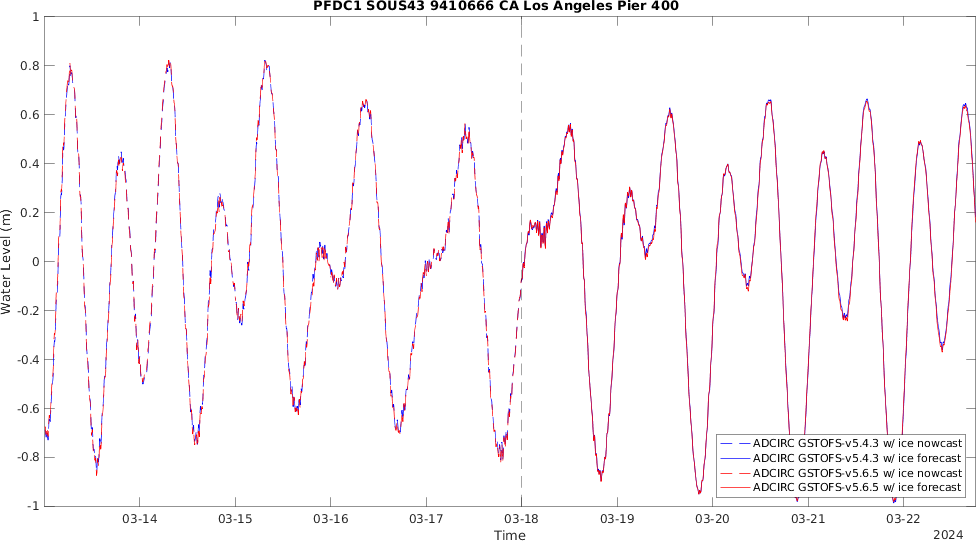 PFDC1 SOUS43 9410666 CA Los Angeles Pier 400
1
0.8
0.6
0.4
0.2
0
-0.2
-0.4
-0.6
-0.8
-1
Water Level (m)
03-14 03-15 03-16 03-17 03-18 03-19 03-20 03-21 03-22
Time
2024
ADCIRC GSTOFS-v5.4.3 w/ ice nowcast
ADCIRC GSTOFS-v5.4.3 w/ ice forecast
ADCIRC GSTOFS-v5.6.5 w/ ice nowcast
ADCIRC GSTOFS-v5.6.5 w/ ice forecast